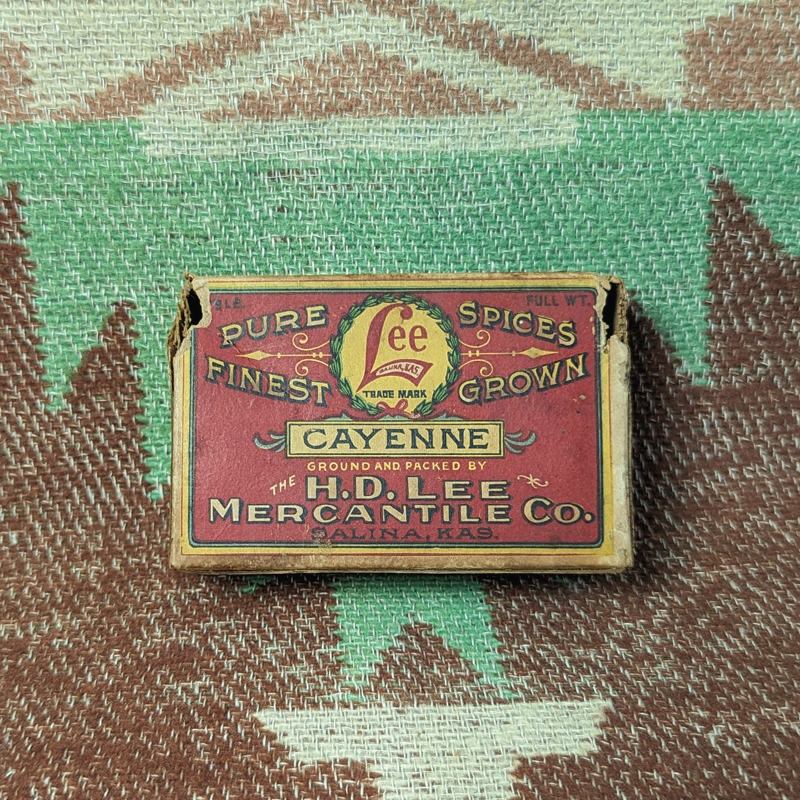 LB. FULL WT.
PURE Lee SPICES
SALINA, KAS.
FINEST TRADE MARK GROWN
CAYENNE
GROUND AND PACKED BY
THE H.D. LEE
MERCANTILE CO.
SALINA, KAS.